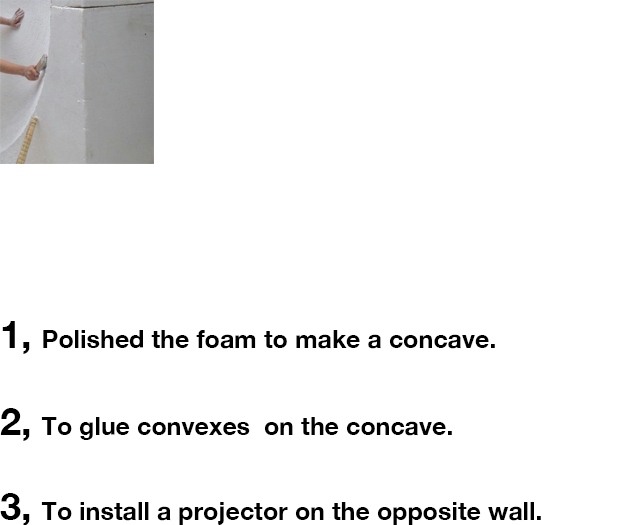 1, Polished the foam to make a concave.
2, To glue convexes  on the concave.
3, To install a projector on the opposite wall.